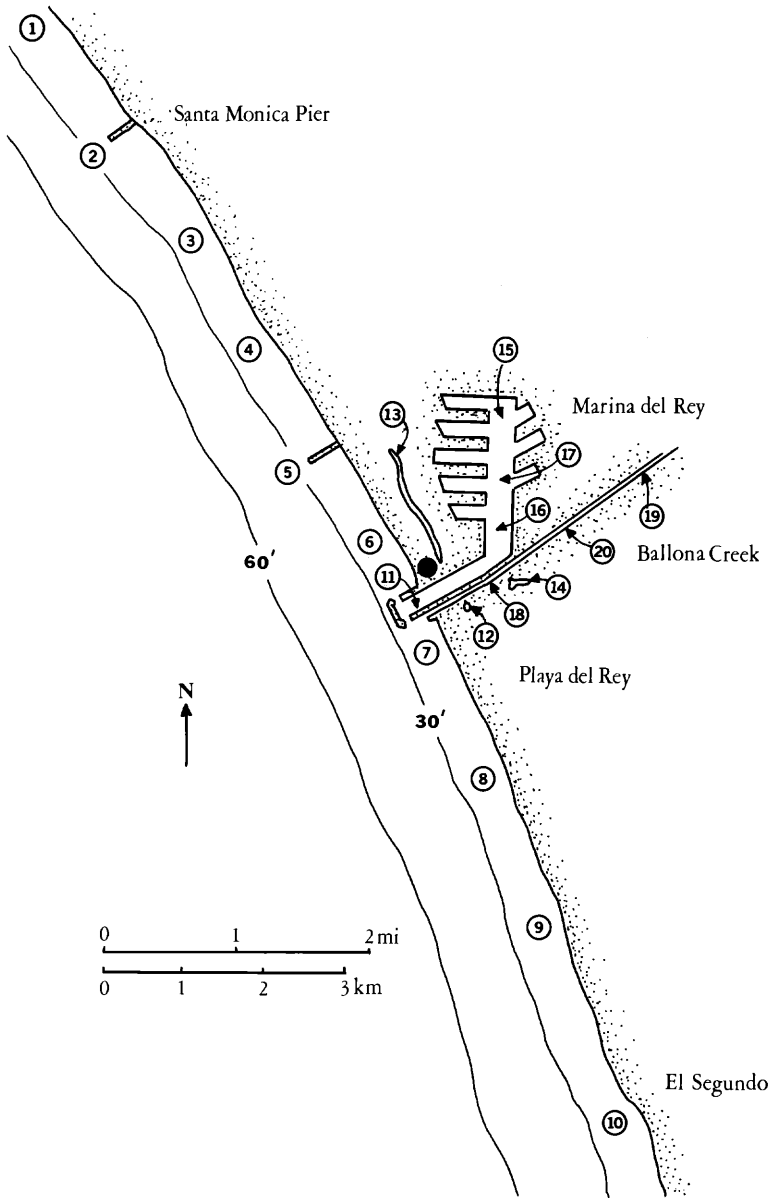 1
Santa Monica Pier
2
3
4
15
Marina del Rey
13
17
5
16
19
6
20
Ballona Creek
60'
11
14
18
12
7
Playa del Rey
N
30'
8
9
0 1 2 mi
0 1 2 3 km
El Segundo
10